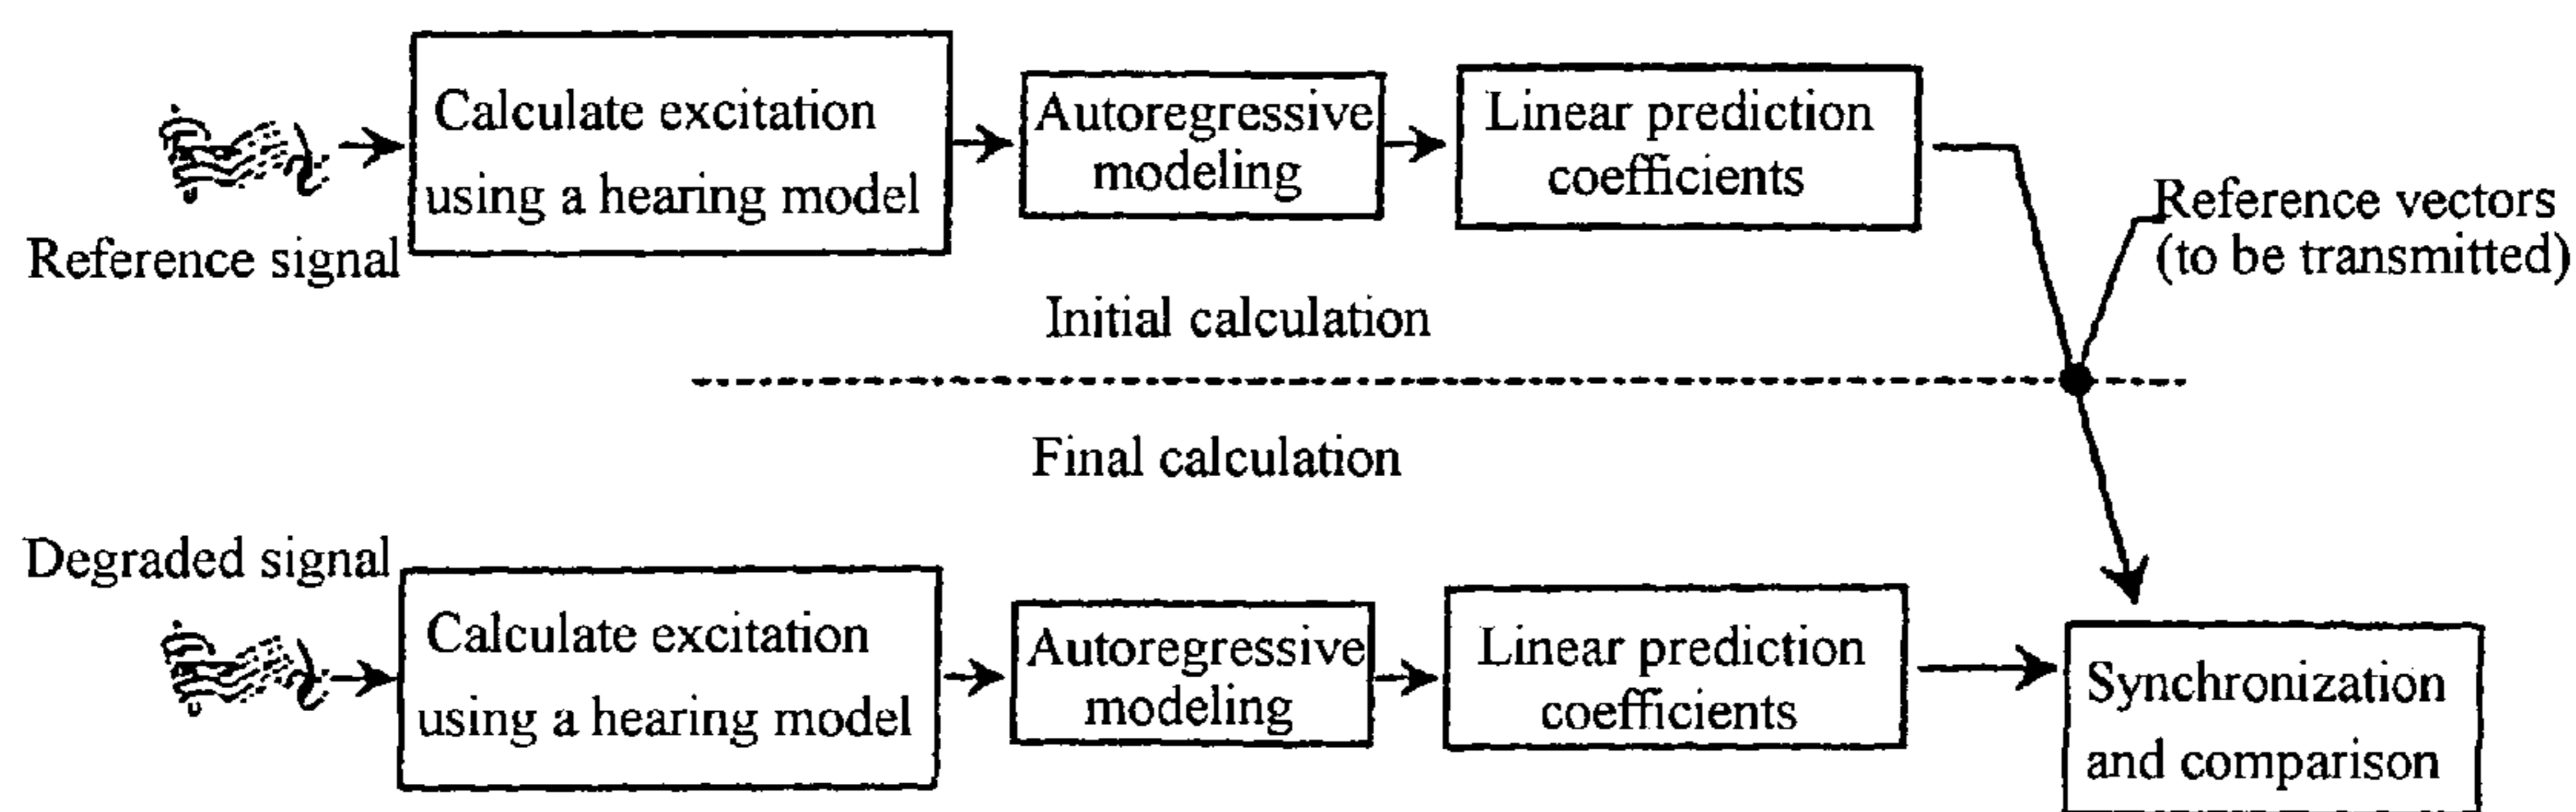 Calculate excitation
using a hearing model
Autoregressive
modeling
Linear prediction
coefficients
Reference signal
Reference vectors
(to be transmitted)
Initial calculation
Final calculation
Degraded signal
Calculate excitation
using a hearing model
Autoregressive
modeling
Linear prediction
coefficients
Synchronization
and comparison